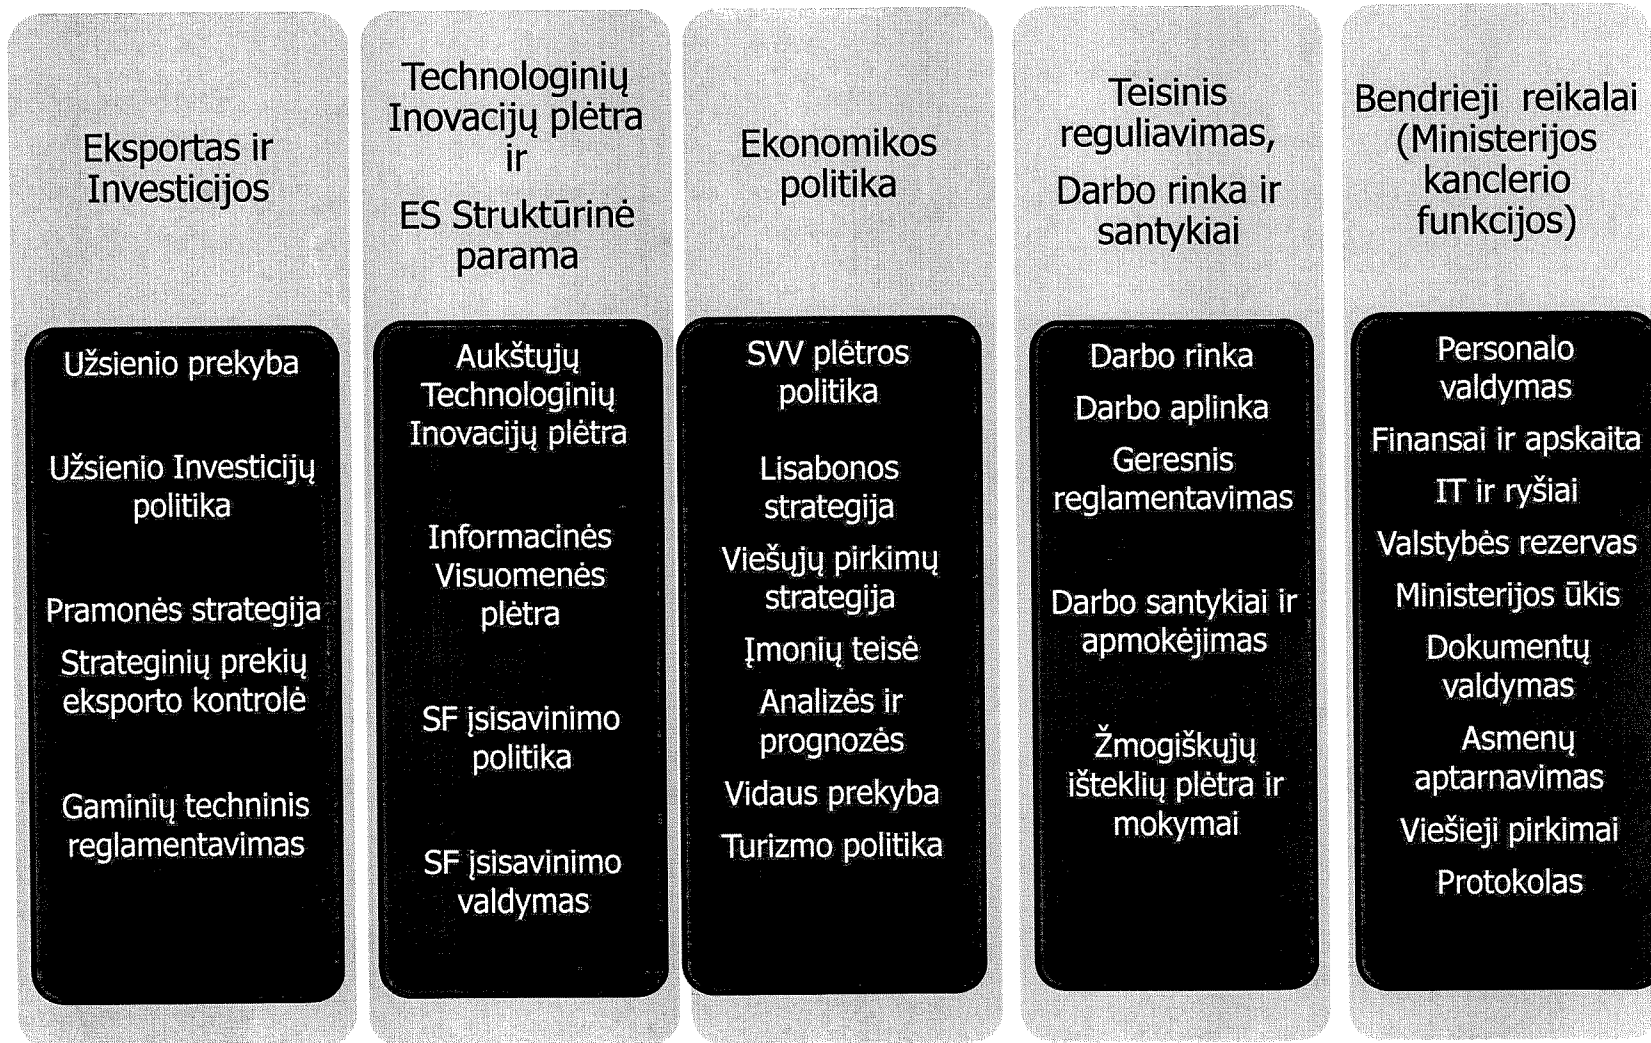 Eksportas ir
Investicijos
Užsienio prekyba
Užsienio Investicijų
politika
Pramonės strategija
Strateginių prekių
eksporto kontrolė
Gaminių techninis
reglamentavimas
Technologinių
Inovacijų plėtra
ir
ES Struktūrinė
parama
Aukštųjų
Technologinių
Inovacijų plėtra
Informacinės
Visuomenės
plėtra
SF įsisavinimo
politika
SF įsisavinimo
valdymas
Ekonomikos
politika
SVV plėtros
politika
Lisabonos
strategija
Viešųjų pirkimų
strategija
Įmonių teisė
Analizės ir
prognozės
Vidaus prekyba
Turizmo politika
Teisinis
reguliavimas,
Darbo rinka ir
santykiai
Darbo rinka
Darbo aplinka
Geresnis
reglamentavimas
Darbo santykiai ir
apmokėjimas
Žmogiškųjų
išteklių plėtra ir
mokymai
Bendrieji reikalai
(Ministerijos
kanclerio
funkcijos)
Personalo
valdymas
Finansai ir apskaita
IT ir ryšiai
Valstybės rezervas
Ministerijos ūkis
Dokumentų
valdymas
Asmenų
aptarnavimas
Viešieji pirkimai
Protokolas